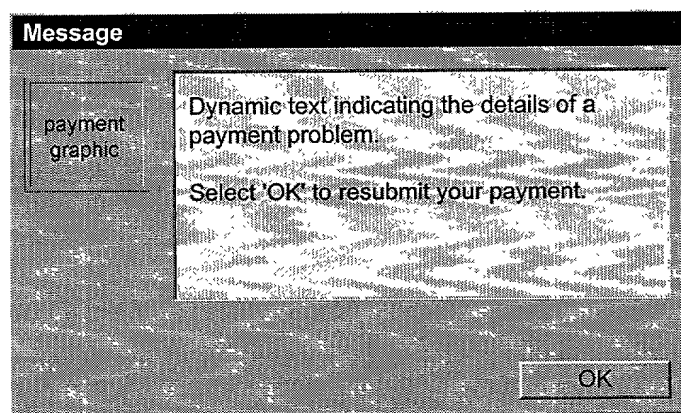 Message
payment
graphic
Dynamic text indicating the details of a
payment problem.
Select 'OK' to resubmit your payment.
OK